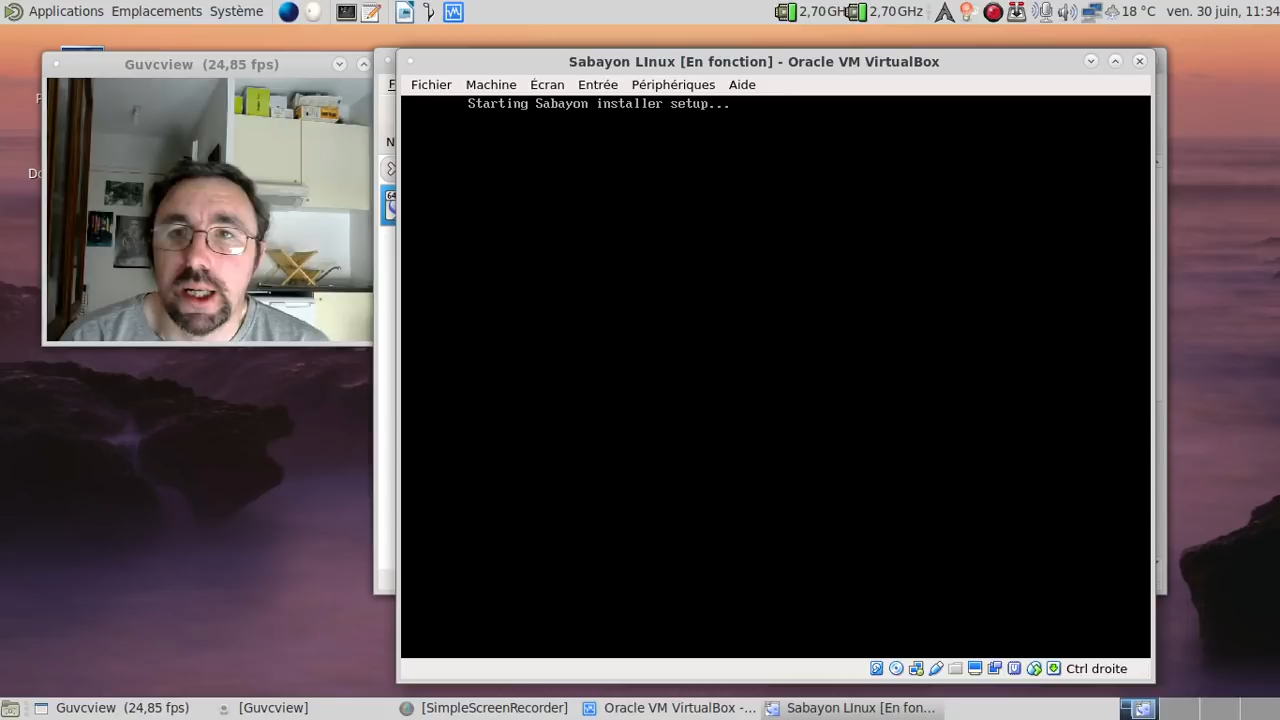 Applications Emplacements Système
2,70 GHz 2,70 GHz 18 °C ven. 30 juin, 11:34
Guvcview (24,85 fps)
Sabayon LInux [En fonction] - Oracle VM VirtualBox
Fichier Machine Écran Entrée Périphériques Aide
Starting Sabayon installer setup...
Ctrl droite
Guvcview (24,85 fps) [Guvcview] [SimpleScreenRecorder] Oracle VM VirtualBox -... Sabayon LInux [En fon...